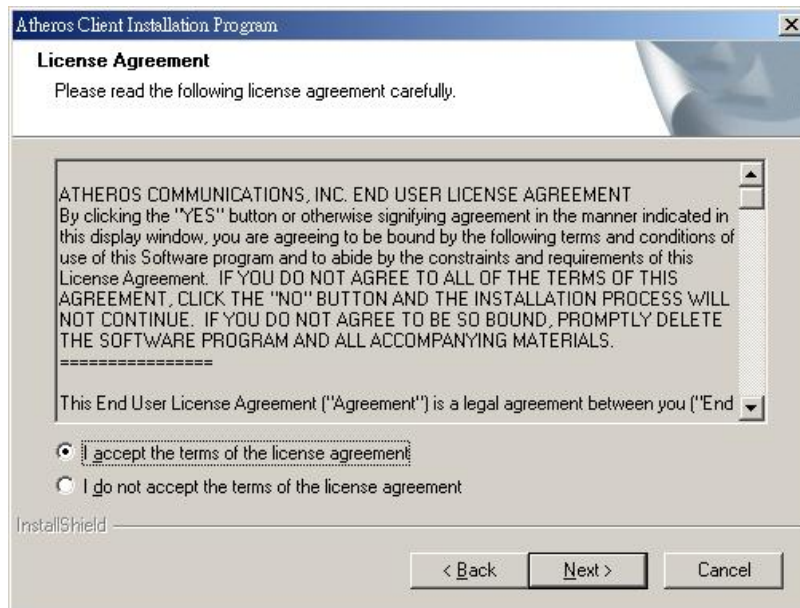 Atheros Client Installation Program
License Agreement
Please read the following license agreement carefully.
ATHEROS COMMUNICATIONS, INC. END USER LICENSE AGREEMENT
By clicking the "YES" button or otherwise signifying agreement in the manner indicated in
this display window, you are agreeing to be bound by the following terms and conditions of
use of this Software program and to abide by the constraints and requirements of this
License Agreement.  IF YOU DO NOT AGREE TO ALL OF THE TERMS OF THIS
AGREEMENT, CLICK THE "NO" BUTTON AND THE INSTALLATION PROCESS WILL
NOT CONTINUE.  IF YOU DO NOT AGREE TO BE SO BOUND, PROMPTLY DELETE
THE SOFTWARE PROGRAM AND ALL ACCOMPANYING MATERIALS.
================
This End User License Agreement ("Agreement") is a legal agreement between you ("End
I accept the terms of the license agreement
I do not accept the terms of the license agreement
InstallShield
< Back
Next >
Cancel